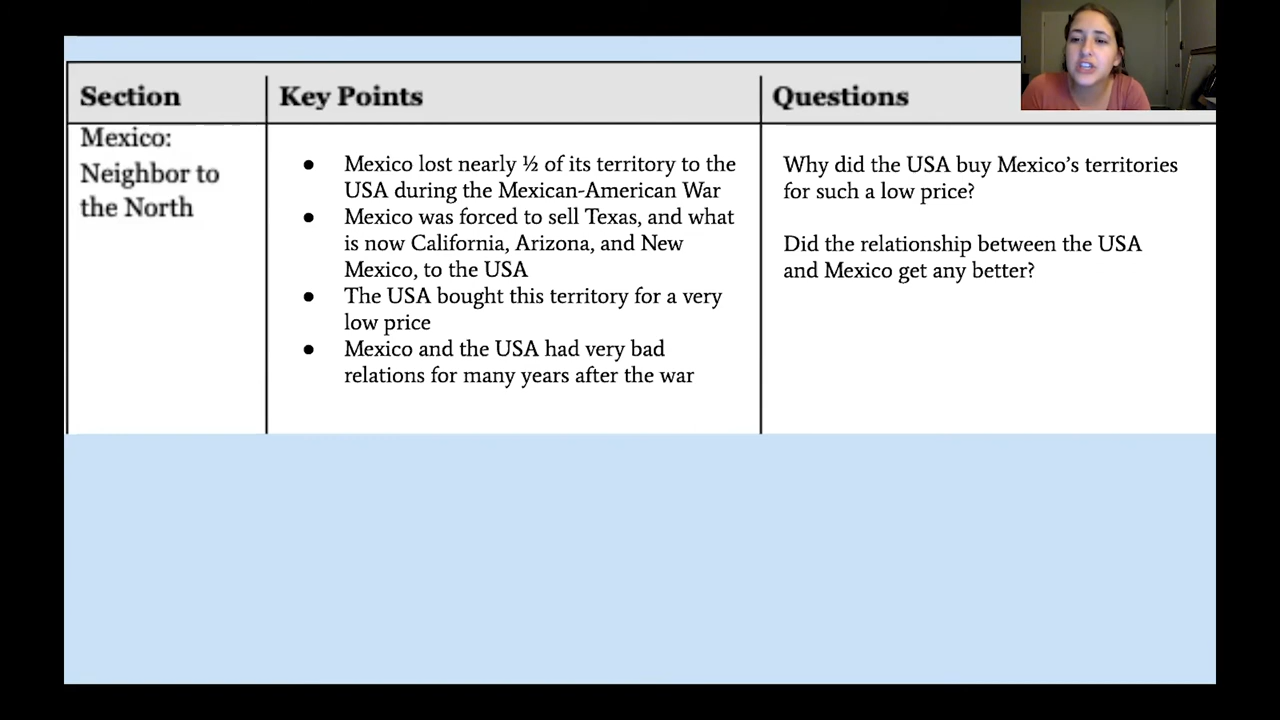 Section
Key Points
Questions
Mexico:
Neighbor to
the North
● Mexico lost nearly ½ of its territory to the
USA during the Mexican-American War
● Mexico was forced to sell Texas, and what
is now California, Arizona, and New
Mexico, to the USA
● The USA bought this territory for a very
low price
● Mexico and the USA had very bad
relations for many years after the war
Why did the USA buy Mexico’s territories
for such a low price?
Did the relationship between the USA
and Mexico get any better?